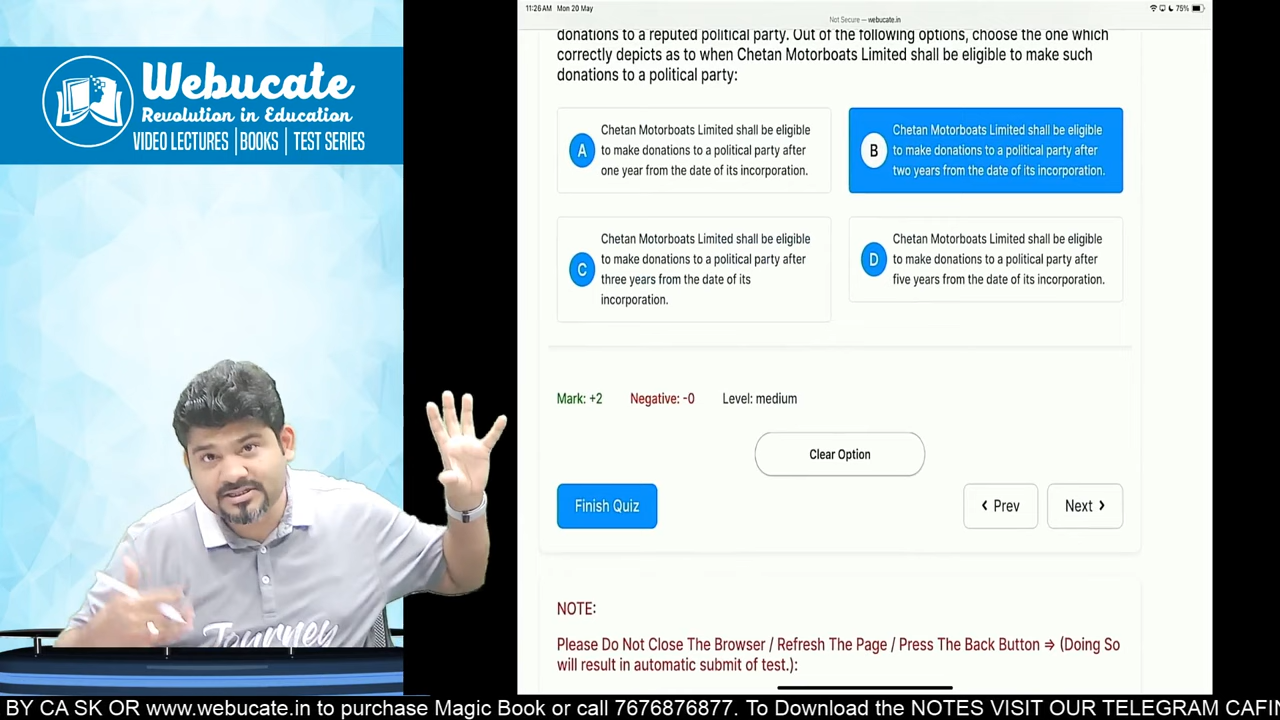 11:26 AM Mon 20 May
75%
Not Secure — webucate.in
Webucate
Revolution in Education
VIDEO LECTURES | BOOKS | TEST SERIES
donations to a reputed political party. Out of the following options, choose the one which
correctly depicts as to when Chetan Motorboats Limited shall be eligible to make such
donations to a political party:
A
Chetan Motorboats Limited shall be eligible
to make donations to a political party after
one year from the date of its incorporation.
B
Chetan Motorboats Limited shall be eligible
to make donations to a political party after
two years from the date of its incorporation.
C
Chetan Motorboats Limited shall be eligible
to make donations to a political party after
three years from the date of its
incorporation.
D
Chetan Motorboats Limited shall be eligible
to make donations to a political party after
five years from the date of its incorporation.
Mark: +2 Negative: -0 Level: medium
Clear Option
Finish Quiz
‹ Prev
Next ›
NOTE:
Please Do Not Close The Browser / Refresh The Page / Press The Back Button ⇒ (Doing So
will result in automatic submit of test.):
Journey
BY CA SK OR www.webucate.in to purchase Magic Book or call 7676876877. To Download the NOTES VISIT OUR TELEGRAM CAFIN